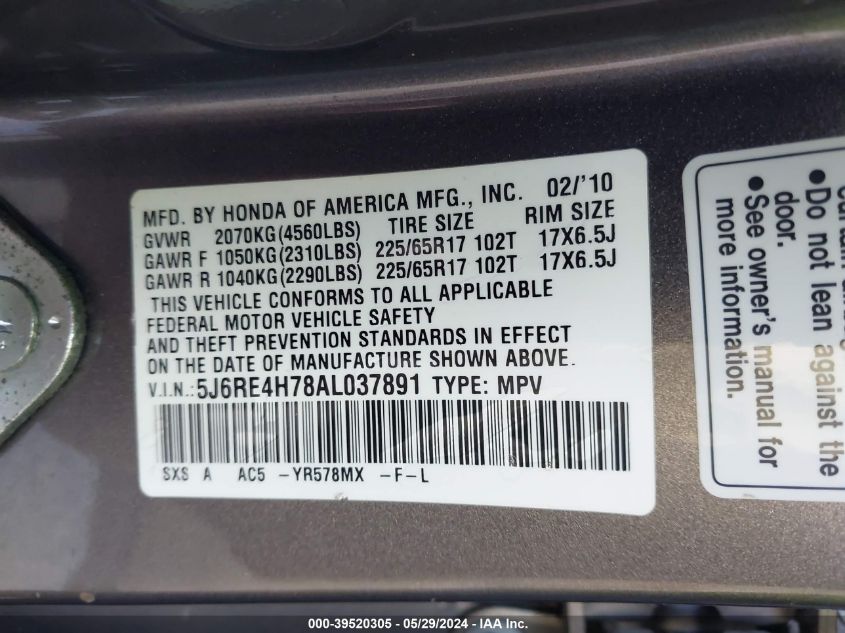 MFD. BY HONDA OF AMERICA MFG., INC. 02/'10
GVWR 2070KG(4560LBS) TIRE SIZE RIM SIZE
GAWR F 1050KG(2310LBS) 225/65R17 102T 17X6.5J
GAWR R 1040KG(2290LBS) 225/65R17 102T 17X6.5J
THIS VEHICLE CONFORMS TO ALL APPLICABLE
FEDERAL MOTOR VEHICLE SAFETY
AND THEFT PREVENTION STANDARDS IN EFFECT
ON THE DATE OF MANUFACTURE SHOWN ABOVE.
V.I.N.:5J6RE4H78AL037891 TYPE: MPV
SXS A AC5 -YR578MX -F-L
● Do not lean against the
door.
● See owner's manual for
more information.
000-39520305 - 05/29/2024 - IAA Inc.